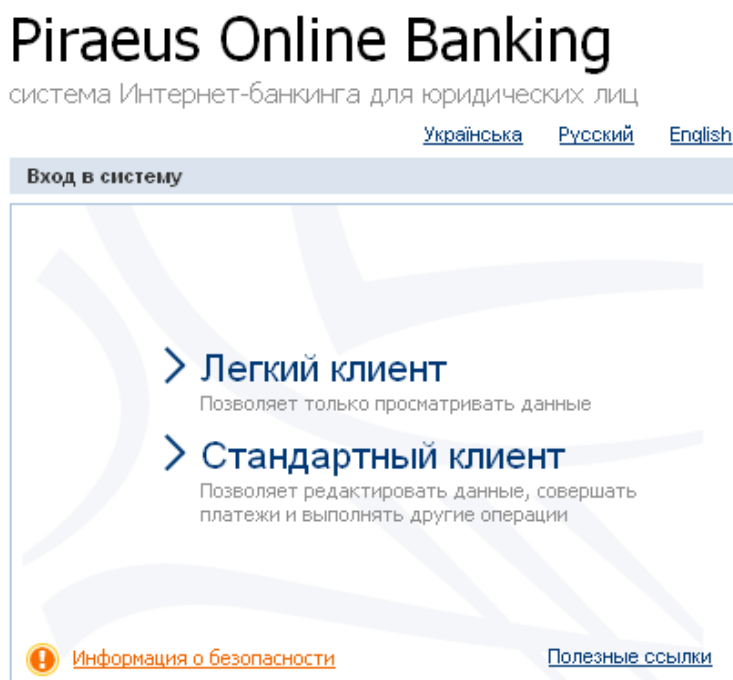 Piraeus Online Banking
система Интернет-банкинга для юридических лиц
Українська Русский English
Вход в систему
Легкий клиент
Позволяет только просматривать данные
Стандартный клиент
Позволяет редактировать данные, совершать
платежи и выполнять другие операции
Информация о безопасности Полезные ссылки